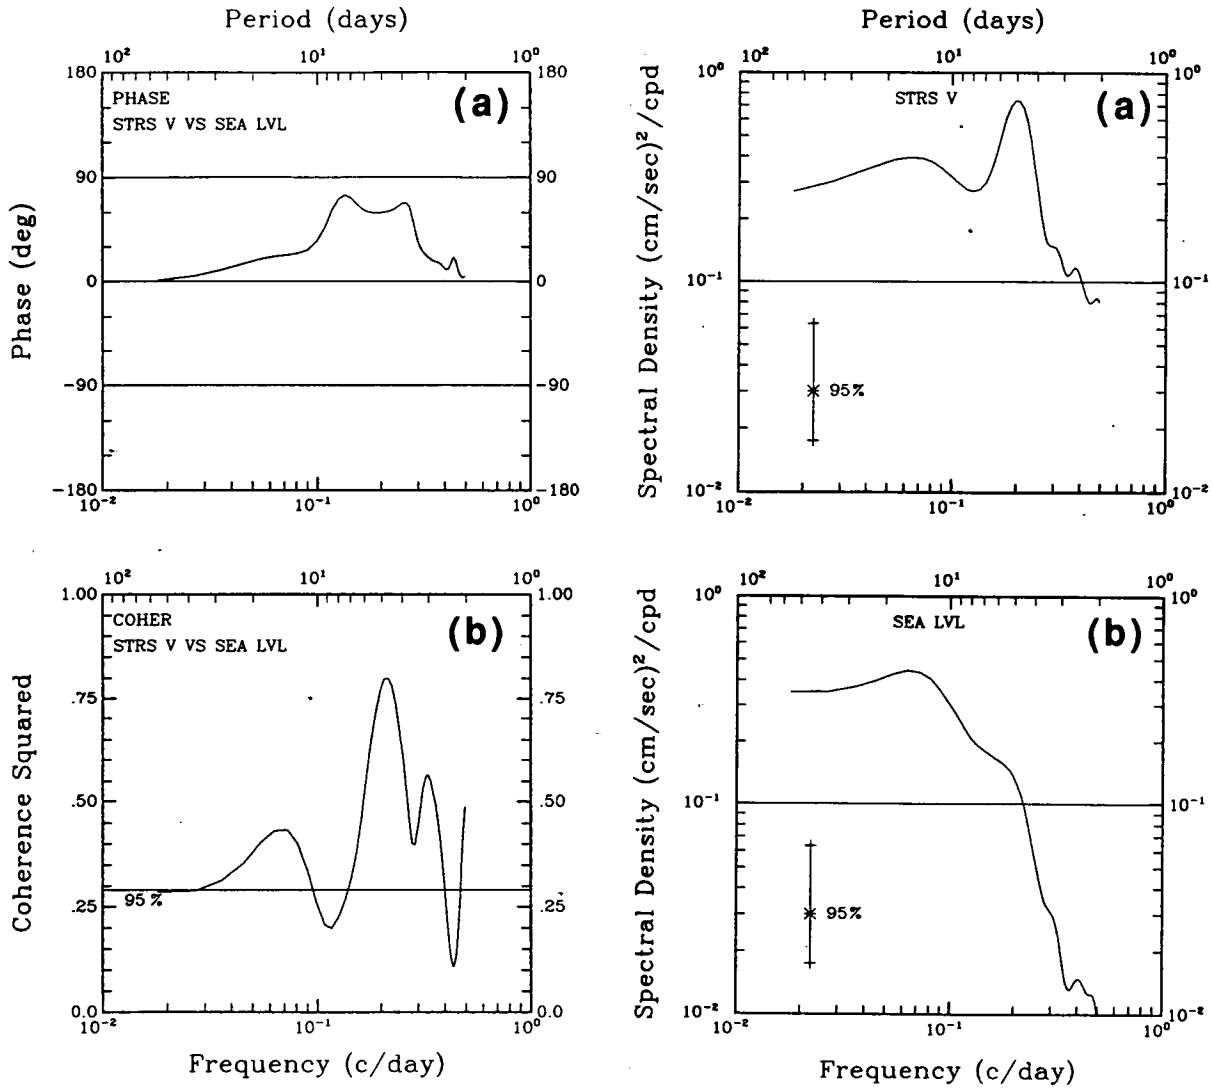 Period (days)
10² 10¹ 10⁰
180 180
PHASE
STRS V VS SEA LVL
(a)
90 90
0 0
-90 -90
-180 -180
10⁻² 10⁻¹ 10⁰
Phase (deg)
Period (days)
10² 10¹ 10⁰
10⁰ 10⁰
STRS V
(a)
10⁻¹ 10⁻¹
95%
10⁻² 10⁻²
10⁻² 10⁻¹ 10⁰
Spectral Density (cm/sec)²/cpd
10² 10¹ 10⁰
1.00 1.00
COHER
STRS V VS SEA LVL
(b)
.75 .75
.50 .50
95%
.25 .25
0.0 0.0
10⁻² 10⁻¹ 10⁰
Coherence Squared
Frequency (c/day)
10² 10¹ 10⁰
10⁰ 10⁰
SEA LVL
(b)
10⁻¹ 10⁻¹
95%
10⁻² 10⁻²
10⁻² 10⁻¹ 10⁰
Spectral Density (cm/sec)²/cpd
Frequency (c/day)